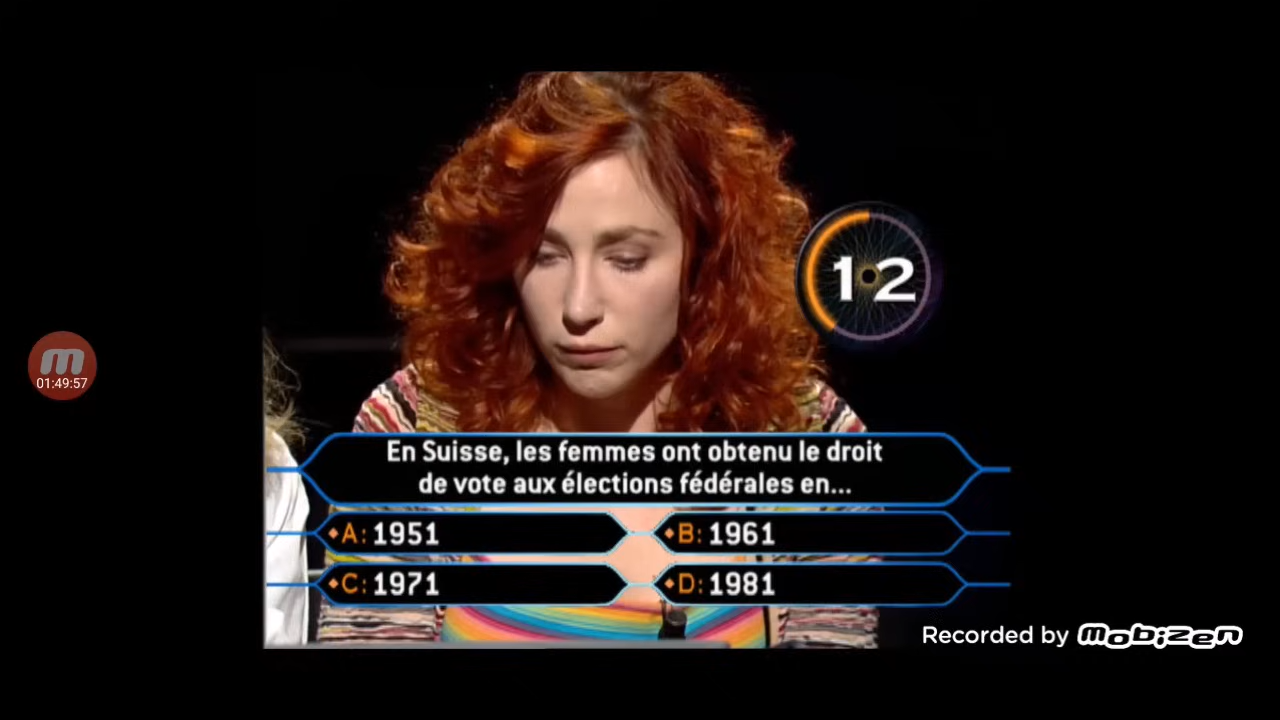 12
m
01:49:57
En Suisse, les femmes ont obtenu le droit
de vote aux élections fédérales en...
A: 1951
B: 1961
C: 1971
D: 1981
Recorded by mobizen